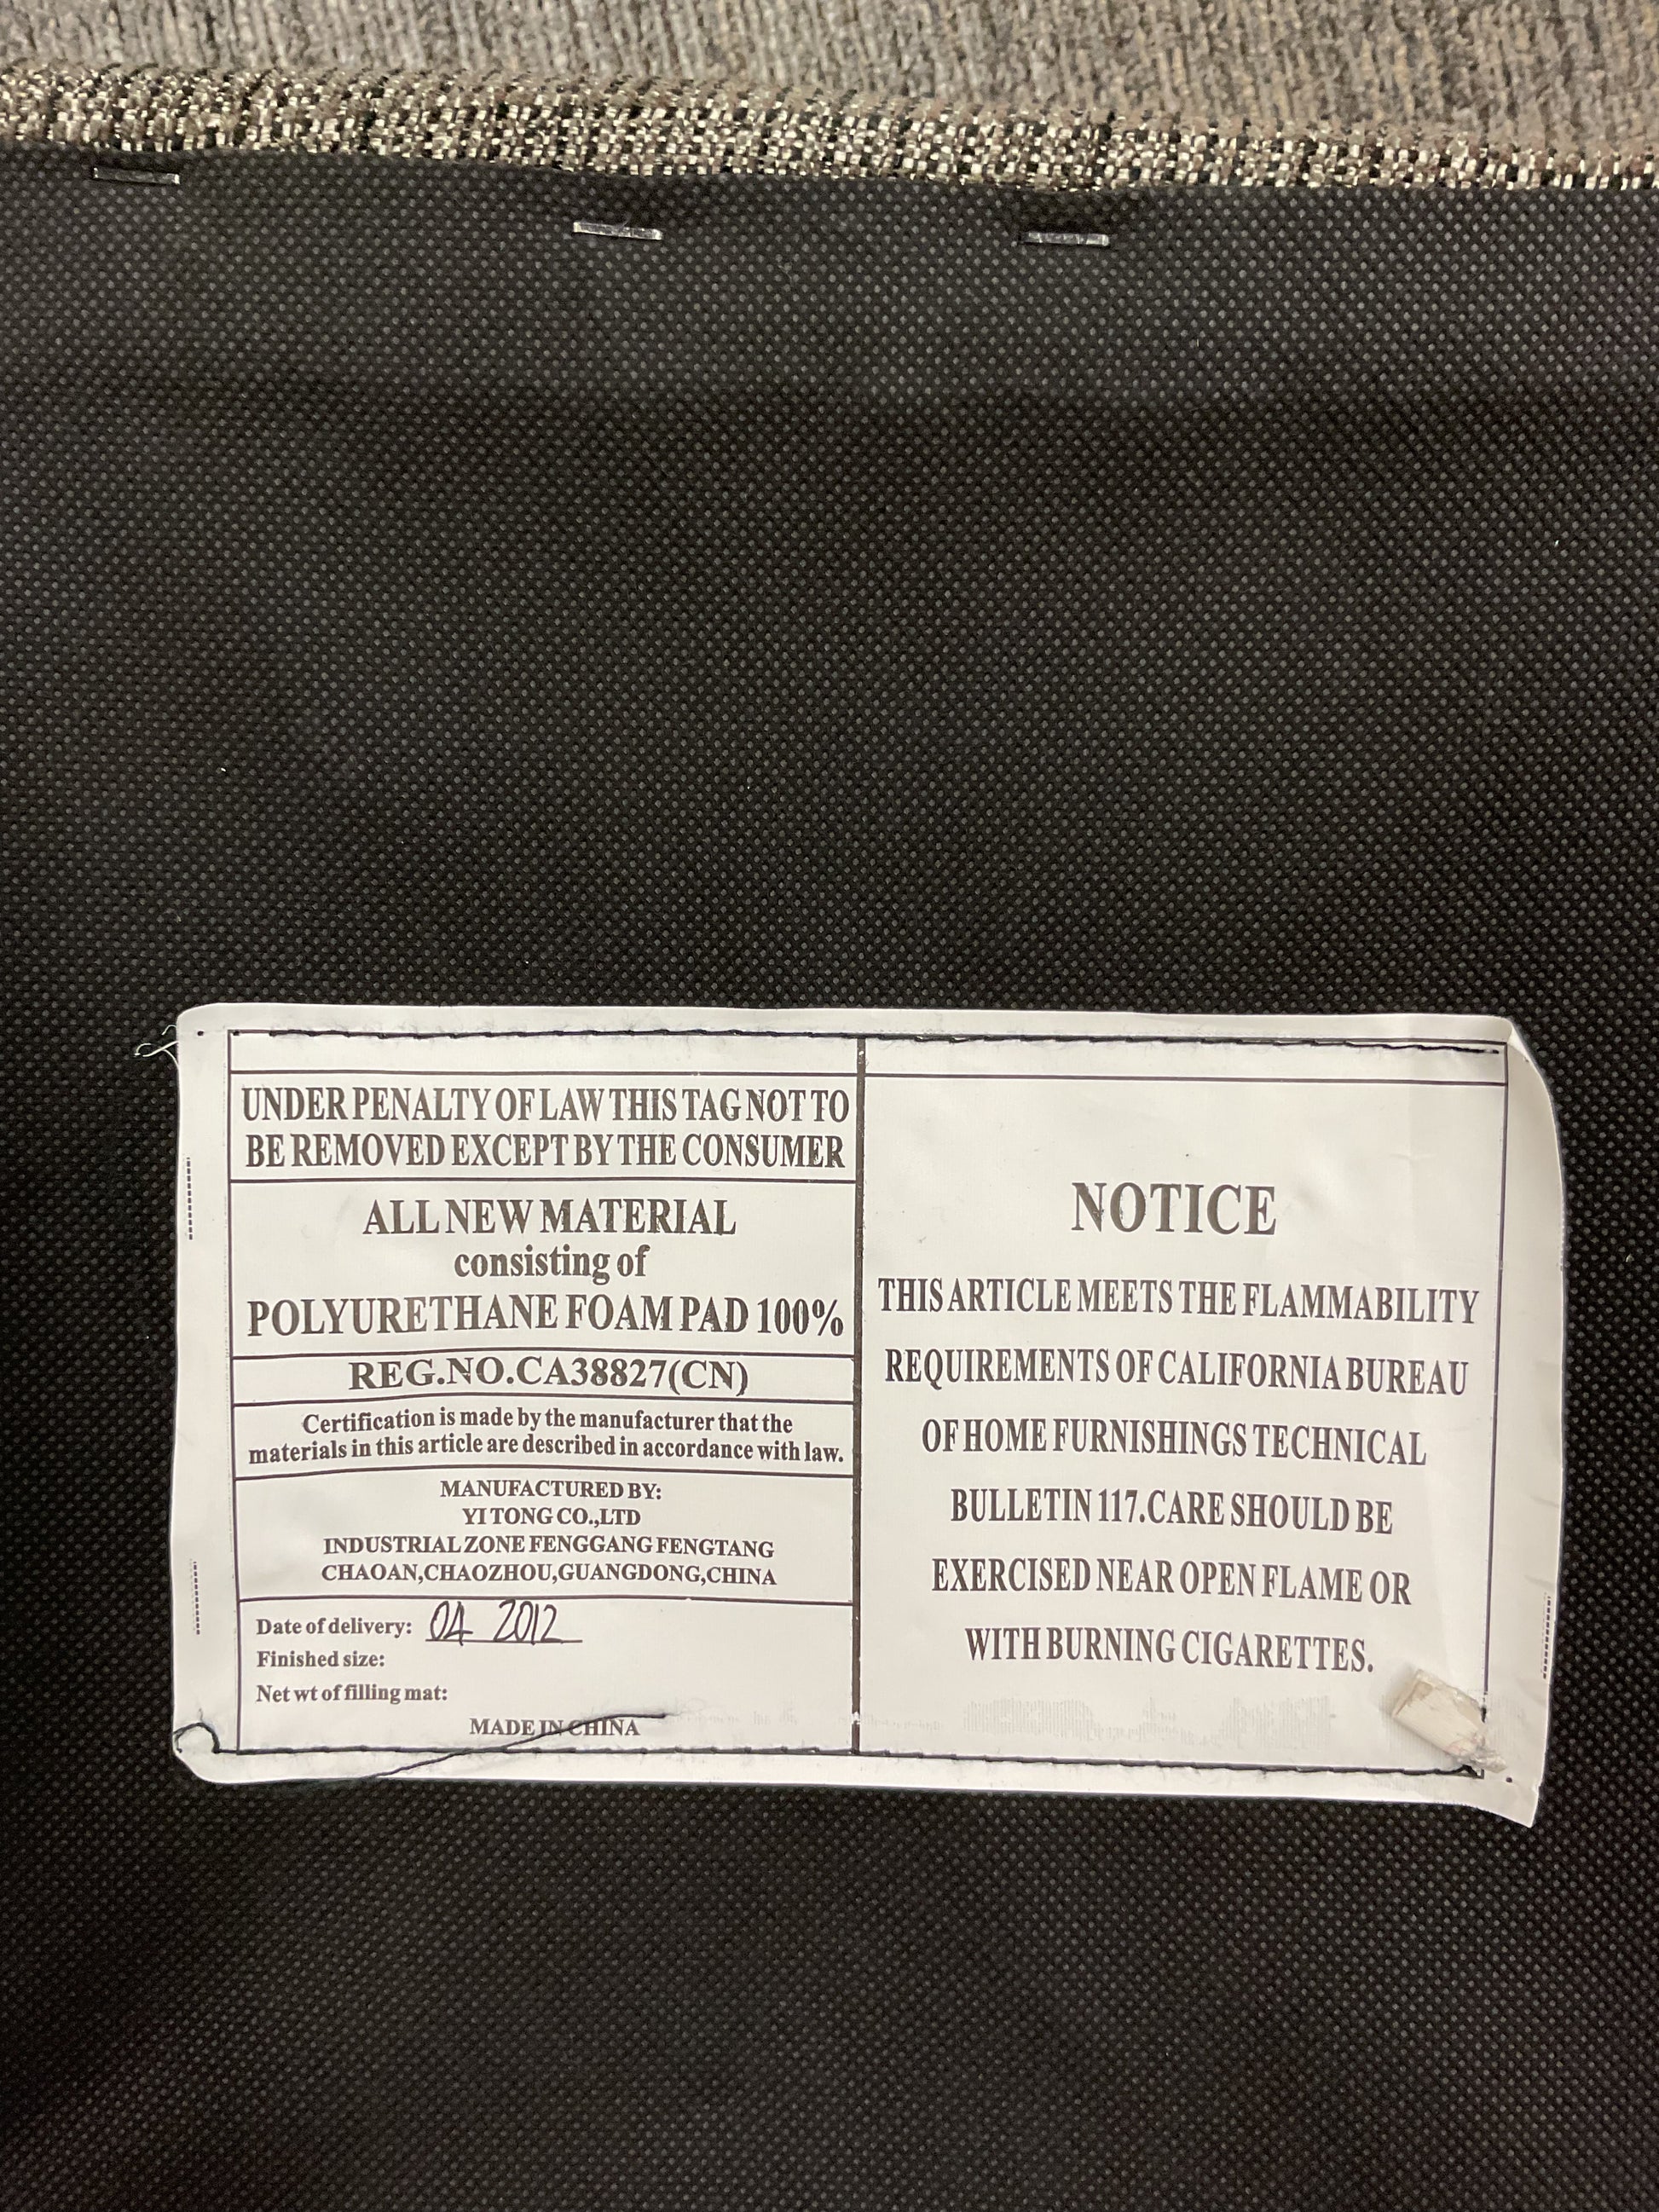 UNDER PENALTY OF LAW THIS TAG NOT TO
BE REMOVED EXCEPT BY THE CONSUMER
ALL NEW MATERIAL
consisting of
POLYURETHANE FOAM PAD 100%
REG.NO.CA38827(CN)
Certification is made by the manufacturer that the
materials in this article are described in accordance with law.
MANUFACTURED BY:
YI TONG CO.,LTD
INDUSTRIAL ZONE FENGGANG FENGTANG
CHAOAN,CHAOZHOU,GUANGDONG,CHINA
Date of delivery: 04 2012
Finished size:
Net wt of filling mat:
MADE IN CHINA
NOTICE
THIS ARTICLE MEETS THE FLAMMABILITY
REQUIREMENTS OF CALIFORNIA BUREAU
OF HOME FURNISHINGS TECHNICAL
BULLETIN 117.CARE SHOULD BE
EXERCISED NEAR OPEN FLAME OR
WITH BURNING CIGARETTES.